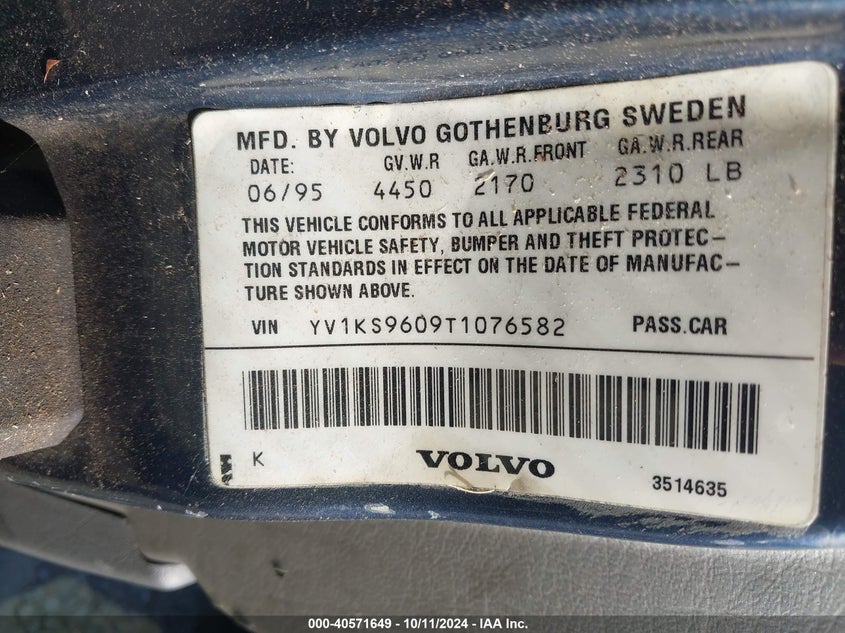 MFD. BY VOLVO GOTHENBURG SWEDEN
DATE: GV.W.R GA.W.R.FRONT GA.W.R.REAR
06/95 4450 2170 2310 LB
THIS VEHICLE CONFORMS TO ALL APPLICABLE FEDERAL
MOTOR VEHICLE SAFETY, BUMPER AND THEFT PROTEC–
TION STANDARDS IN EFFECT ON THE DATE OF MANUFAC–
TURE SHOWN ABOVE.
VIN YV1KS9609T1076582 PASS.CAR
K VOLVO 3514635
000-40571649 - 10/11/2024 - IAA Inc.